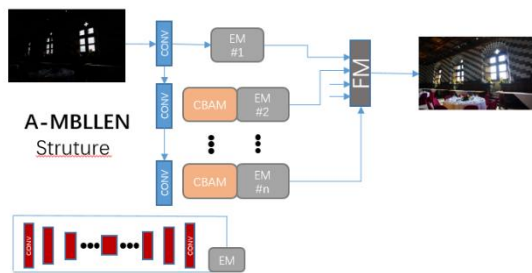 CONV
EM
#1
CONV
CBAM
EM
#2
FM
A-MBLLEN
Struture
CONV
CBAM
EM
#n
CONV
CONV
EM